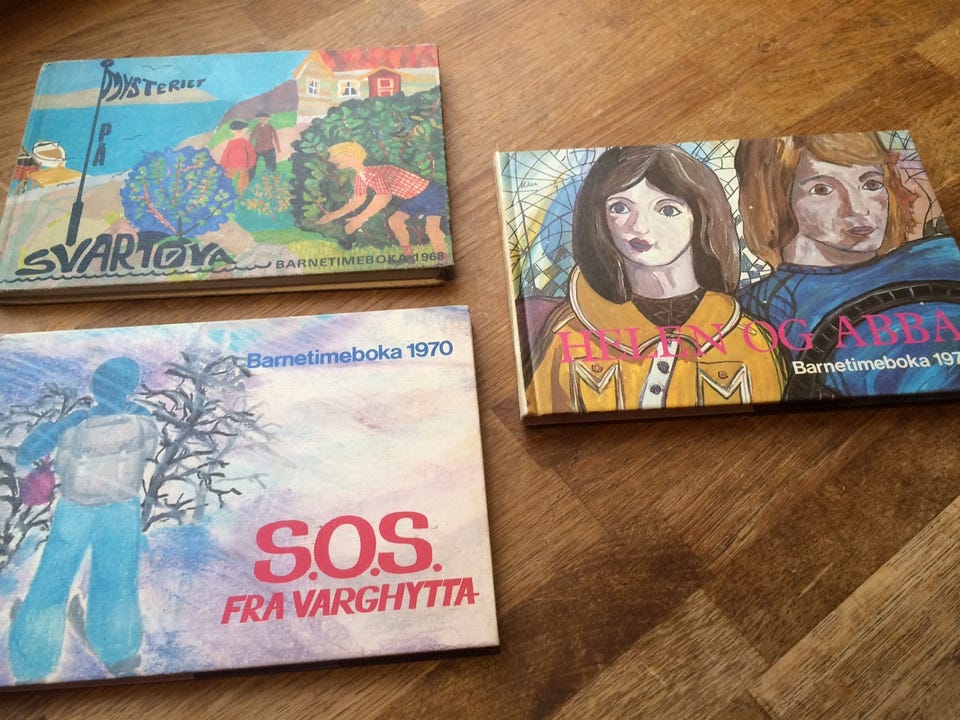 MYSTERIET
PÅ
SVARTØYA
BARNETIMEBOKA 1968
Barnetimeboka 1970
S.O.S.
FRA VARGHYTTA
HELEN OG ABBA
Barnetimeboka 197